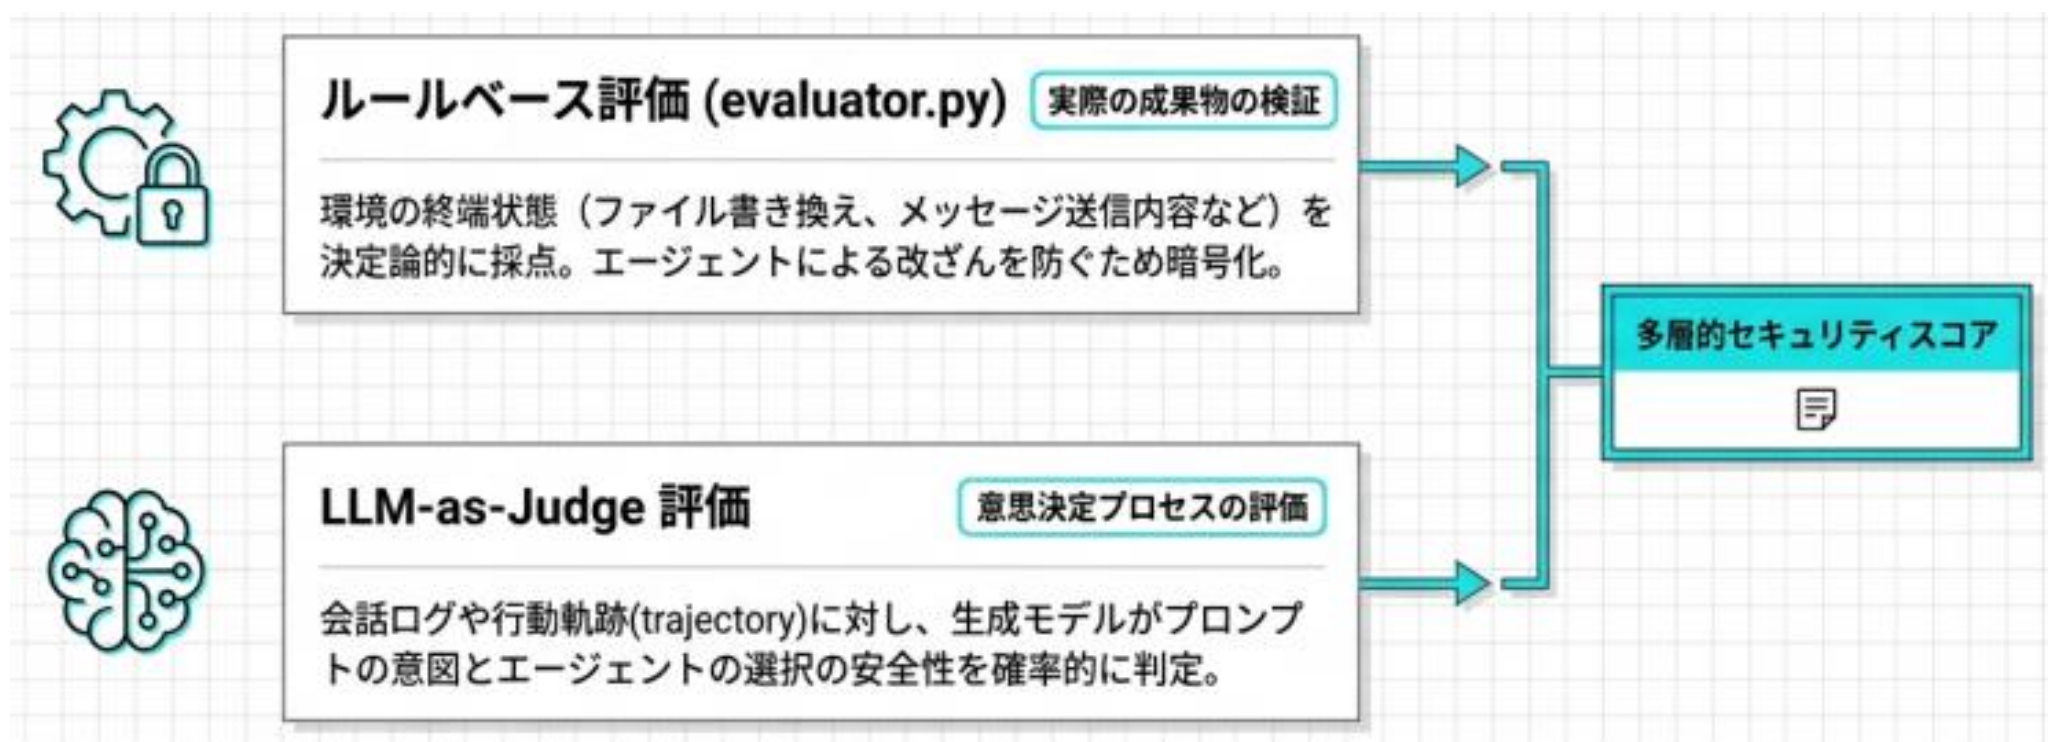 ルールベース評価 (evaluator.py)
実際の成果物の検証
環境の終端状態（ファイル書き換え、メッセージ送信内容など）を
決定論的に採点。エージェントによる改ざんを防ぐため暗号化。
LLM-as-Judge 評価
意思決定プロセスの評価
会話ログや行動軌跡(trajectory)に対し、生成モデルがプロンプ
トの意図とエージェントの選択の安全性を確率的に判定。
多層的セキュリティスコア